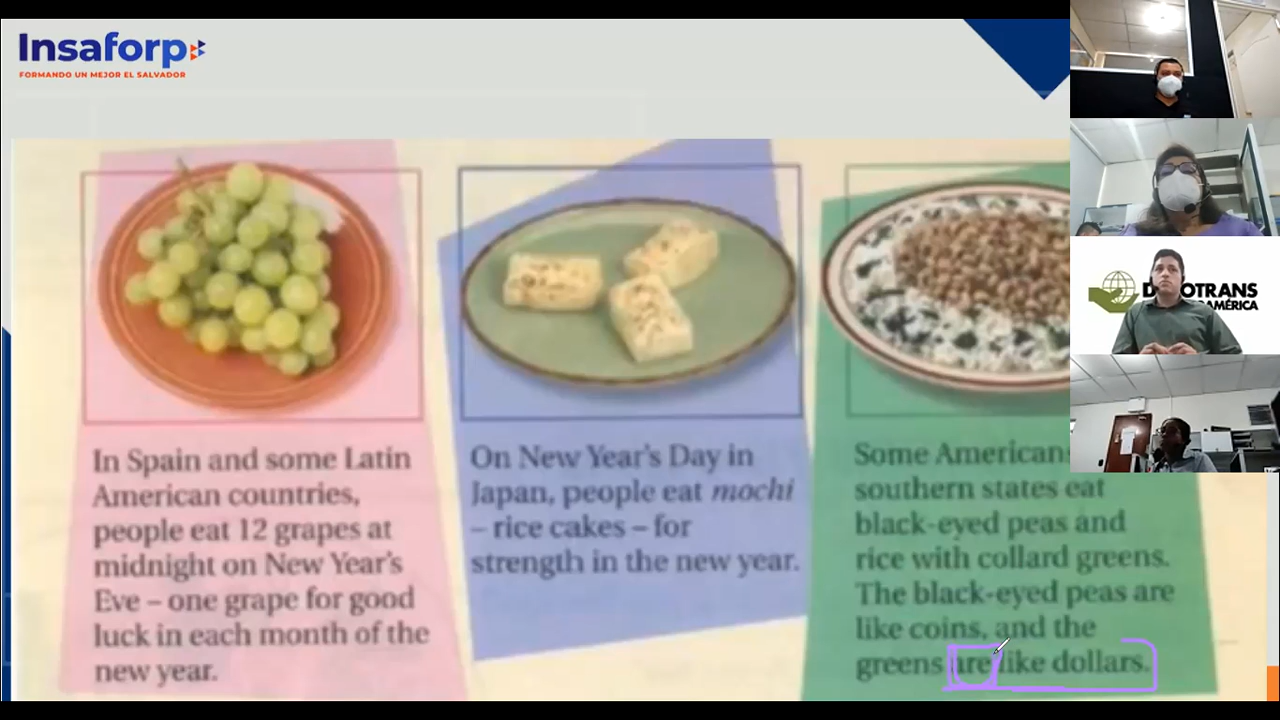 Insaforp
FORMANDO UN MEJOR EL SALVADOR
In Spain and some Latin
American countries,
people eat 12 grapes at
midnight on New Year's
Eve – one grape for good
luck in each month of the
new year.
On New Year's Day in
Japan, people eat mochi
– rice cakes – for
strength in the new year.
Some Americans
southern states eat
black-eyed peas and
rice with collard greens.
The black-eyed peas are
like coins, and the
greens are like dollars.